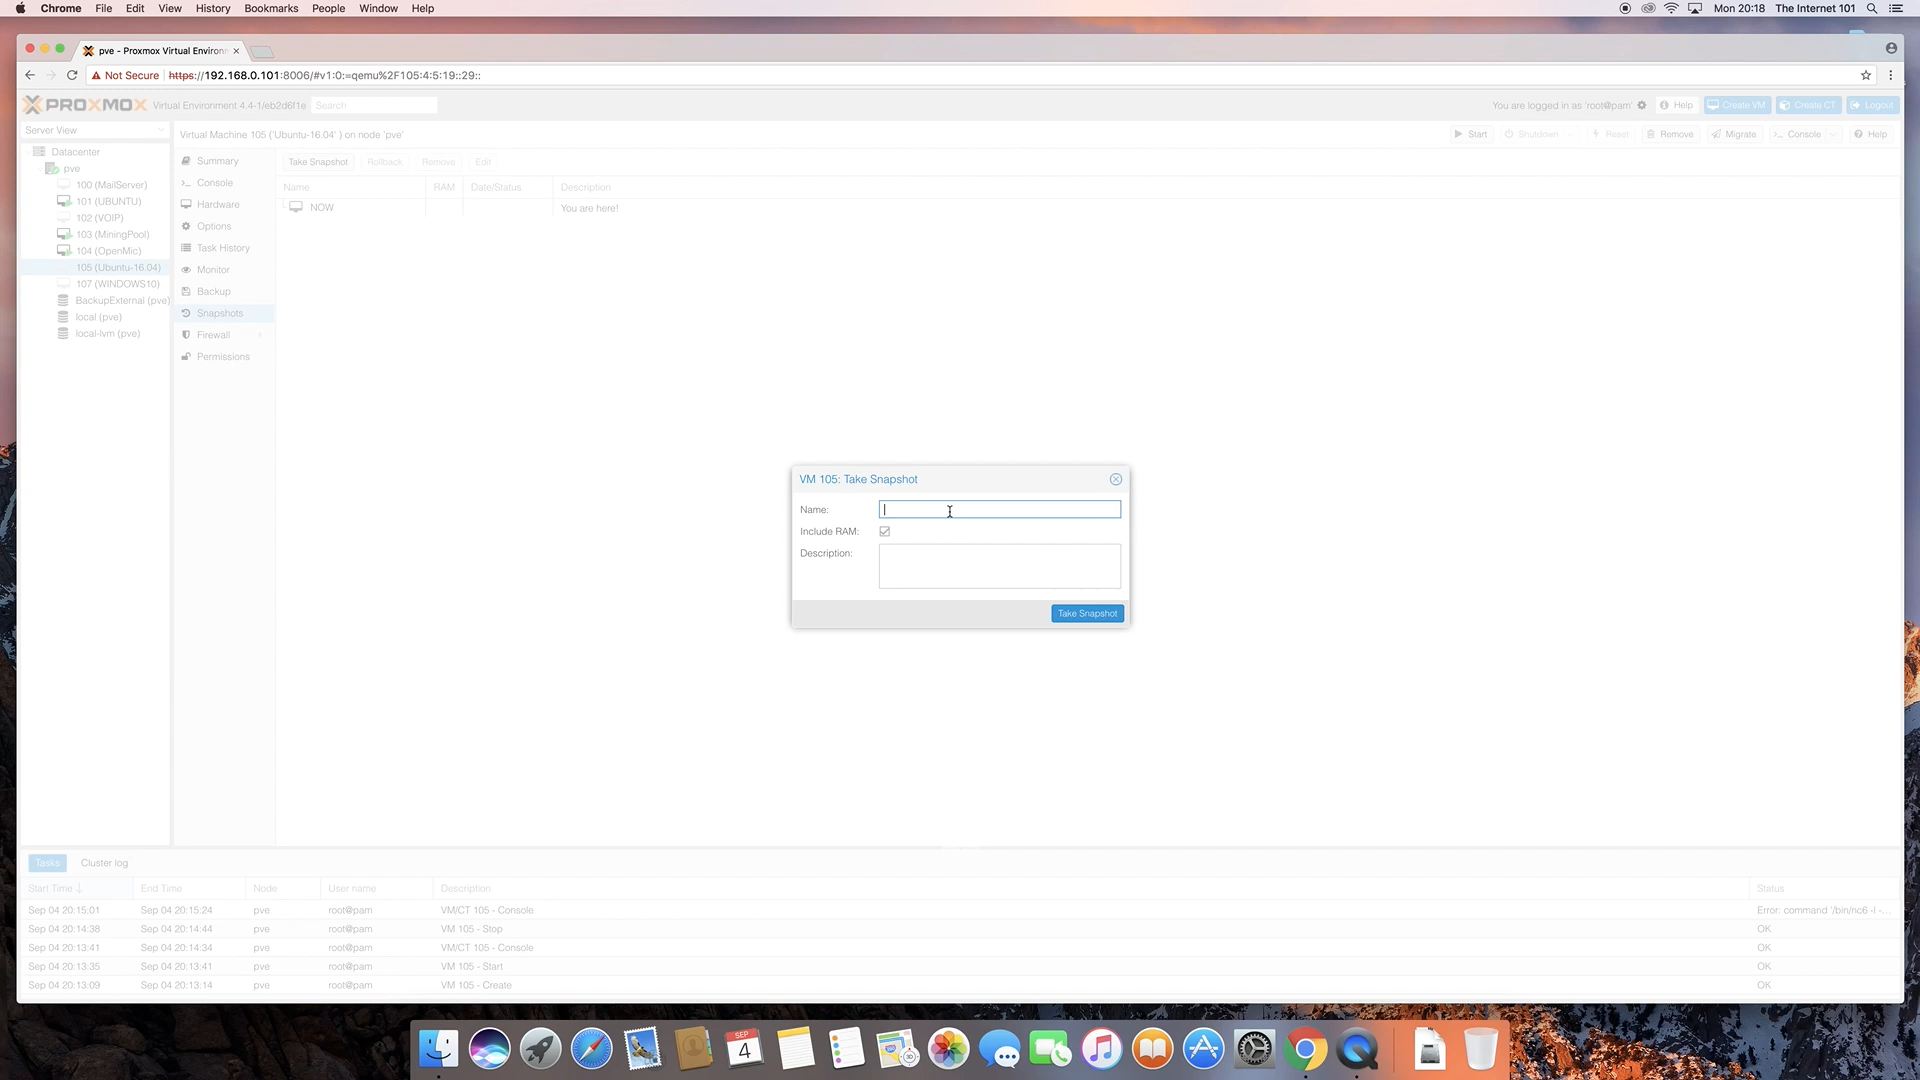 Chrome File Edit View History Bookmarks People Window Help Mon 20:18 The Internet 101
pve - Proxmox Virtual Environ
Not Secure https://192.168.0.101:8006/#v1:0:=qemu%2F105:4:5:19::29::
PROXMOX Virtual Environment 4.4-1/eb2d6f1e Search You are logged in as 'root@pam' Help Create VM Create CT Logout
Server View
Virtual Machine 105 ('Ubuntu-16.04' ) on node 'pve' Start Shutdown Reset Remove Migrate >_ Console Help
Datacenter
pve
100 (MailServer)
101 (UBUNTU)
102 (VOIP)
103 (MiningPool)
104 (OpenMic)
105 (Ubuntu-16.04)
107 (WINDOWS10)
BackupExternal (pve)
local (pve)
local-lvm (pve)
Summary
>_ Console
Hardware
Options
Task History
Monitor
Backup
Snapshots
Firewall
Permissions
Take Snapshot Rollback Remove Edit
Name RAM Date/Status Description
NOW You are here!
VM 105: Take Snapshot
Name:
Include RAM:
Description:
Take Snapshot
Tasks Cluster log
Start Time End Time Node User name Description Status
Sep 04 20:15:01 Sep 04 20:15:24 pve root@pam VM/CT 105 - Console Error: command '/bin/nc6 -l -...
Sep 04 20:14:38 Sep 04 20:14:44 pve root@pam VM 105 - Stop OK
Sep 04 20:13:41 Sep 04 20:14:34 pve root@pam VM/CT 105 - Console OK
Sep 04 20:13:35 Sep 04 20:13:41 pve root@pam VM 105 - Start OK
Sep 04 20:13:09 Sep 04 20:13:14 pve root@pam VM 105 - Create OK
SEP
4